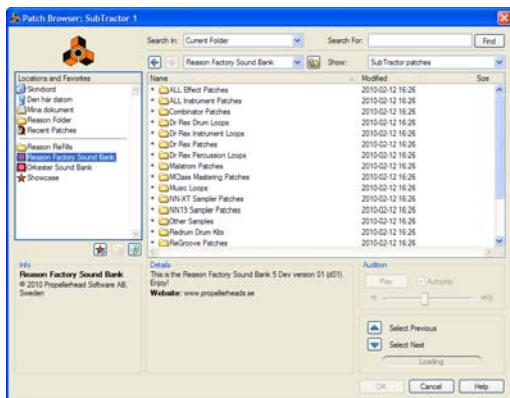 Patch Browser: SubTractor 1
Search In: Current Folder Search For: Find
Reason Factory Sound Bank Show: SubTractor patches
Locations and Favorites
Skrivbord
Den här datorn
Mina dokument
Reason Folder
Recent Patches
Reason ReFills
Reason Factory Sound Bank
Orkester Sound Bank
Showcase
Name Modified Size
ALL Effect Patches 2010-02-12 16:26
ALL Instrument Patches 2010-02-12 16:26
Combinator Patches 2010-02-12 16:26
Dr Rex Drum Loops 2010-02-12 16:26
Dr Rex Instrument Loops 2010-02-12 16:26
Dr Rex Patches 2010-02-12 16:26
Dr Rex Percussion Loops 2010-02-12 16:26
Malstrom Patches 2010-02-12 16:26
MClass Mastering Patches 2010-02-12 16:26
Music Loops 2010-02-12 16:26
NN-XT Sampler Patches 2010-02-12 16:26
NN19 Sampler Patches 2010-02-12 16:26
Other Samples 2010-02-12 16:26
Redrum Drum Kits 2010-02-12 16:26
ReGroove Patches 2010-02-12 16:26
Info
Reason Factory Sound Bank
© 2010 Propellerhead Software AB,
Sweden
Details
This is the Reason Factory Sound Bank 5 Dev version 01 (d01).
Enjoy!
Website: www.propellerheads.se
Audition
Play Autoplay
Select Previous
Select Next
Loading
OK Cancel Help